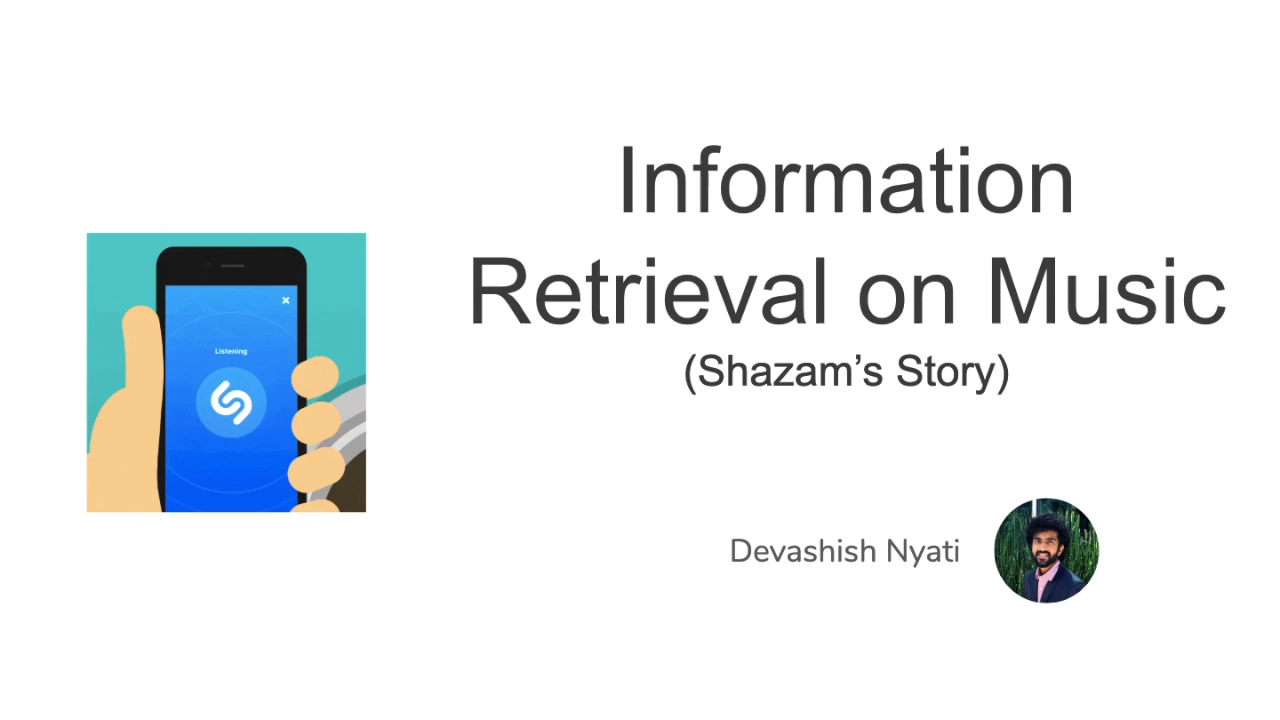 Information
Retrieval on Music
(Shazam’s Story)
Listening
Devashish Nyati